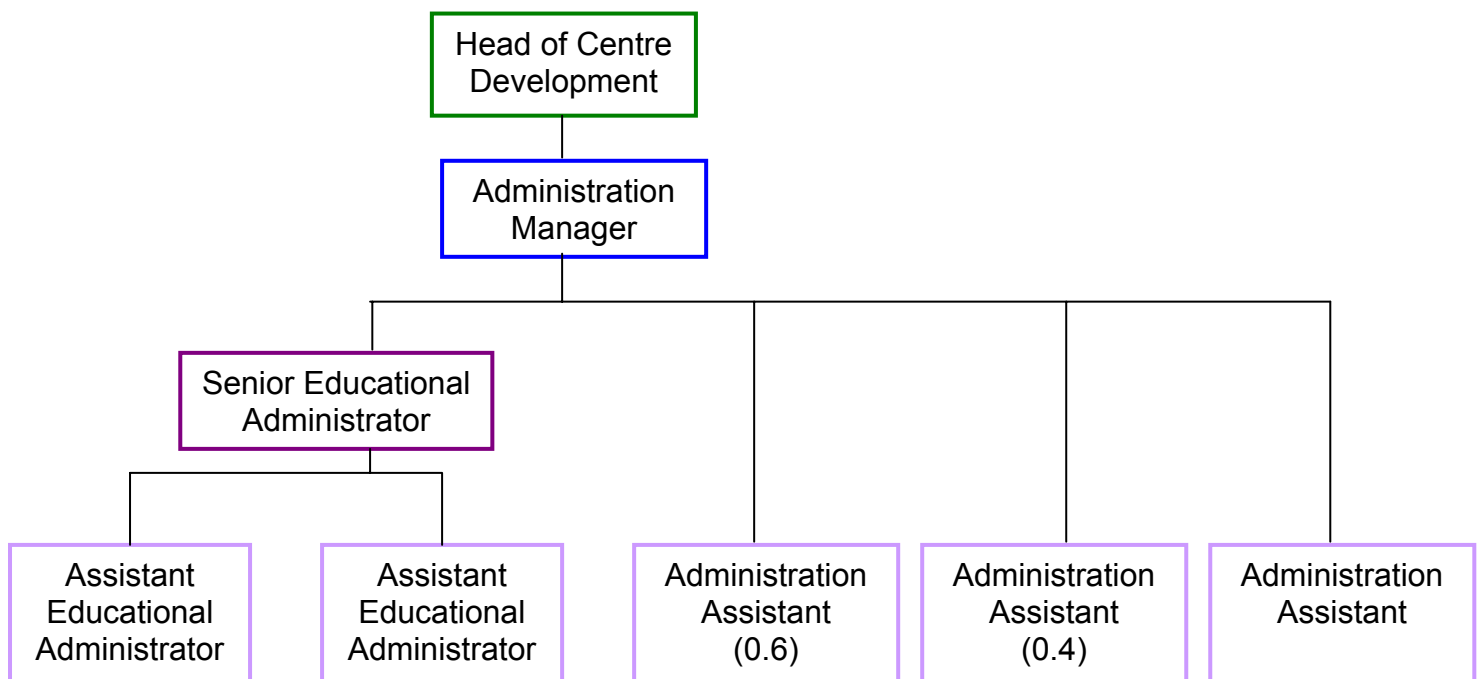 Head of Centre
Development
Administration
Manager
Senior Educational
Administrator
Assistant
Educational
Administrator
Assistant
Educational
Administrator
Administration
Assistant
(0.6)
Administration
Assistant
(0.4)
Administration
Assistant